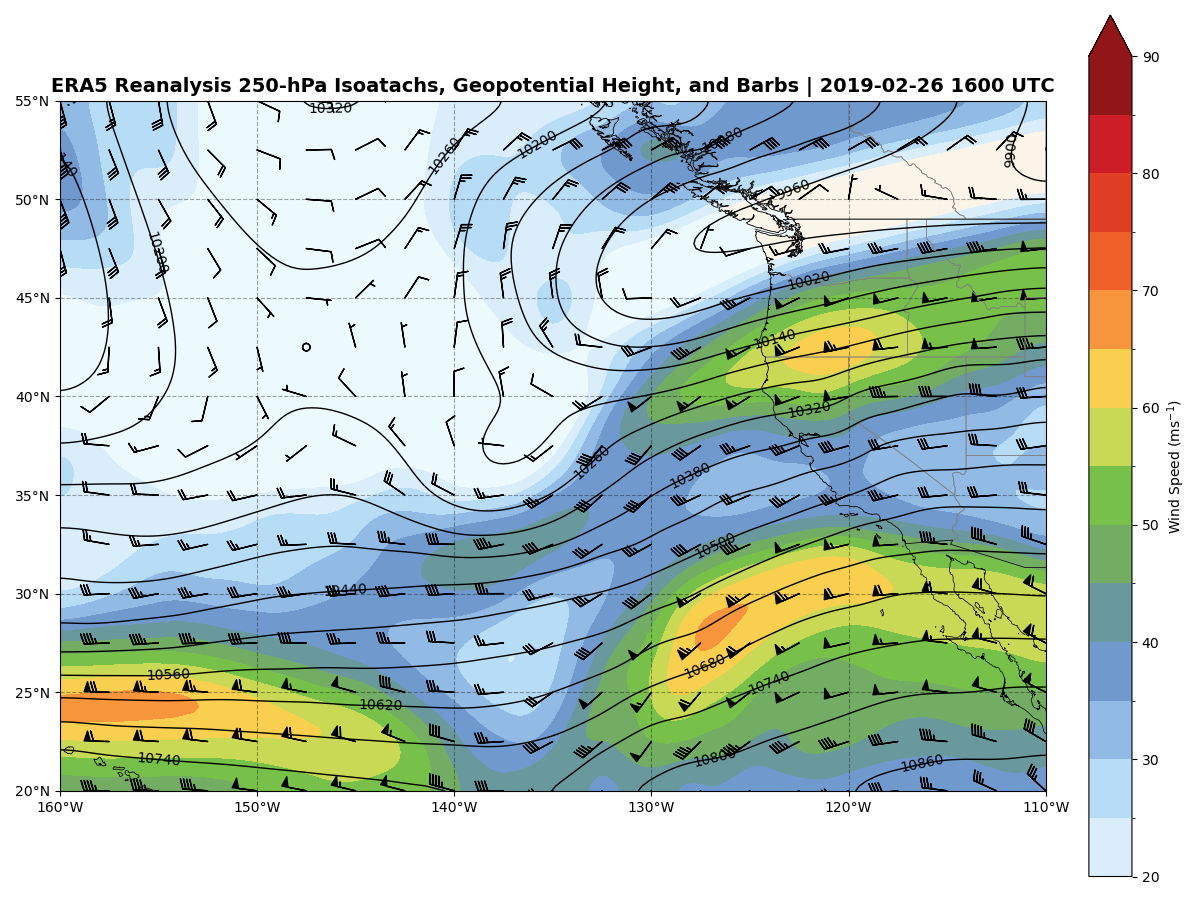 ERA5 Reanalysis 250-hPa Isoatachs, Geopotential Height, and Barbs | 2019-02-26 1600 UTC
90
80
70
60
50
40
30
20
Wind Speed (ms⁻¹)
55°N
50°N
45°N
40°N
35°N
30°N
25°N
20°N
160°W
150°W
140°W
130°W
120°W
110°W
10320
10260
10200
10080
9960
9900
10300
10020
10140
10320
10260
10380
10500
10440
10560
10620
10680
10740
10740
10800
10860